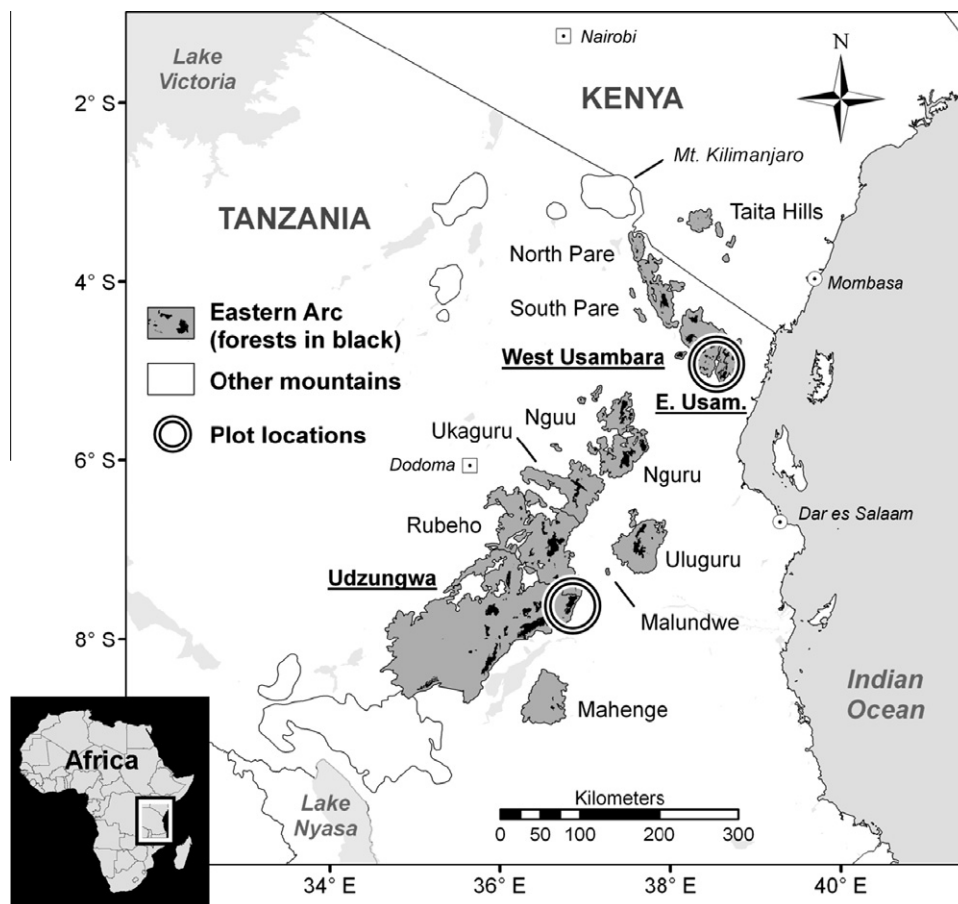 Lake
Victoria
Nairobi
N
2° S
KENYA
Mt. Kilimanjaro
TANZANIA
Taita Hills
North Pare
4° S
Mombasa
South Pare
Eastern Arc
(forests in black)
West Usambara
Other mountains
E. Usam.
Nguu
Plot locations
Ukaguru
6° S
Dodoma
Nguru
Rubeho
Dar es Salaam
Uluguru
Udzungwa
Malundwe
8° S
Indian
Ocean
Mahenge
Africa
Lake
Nyasa
Kilometers
0 50 100 200 300
34° E 36° E 38° E 40° E